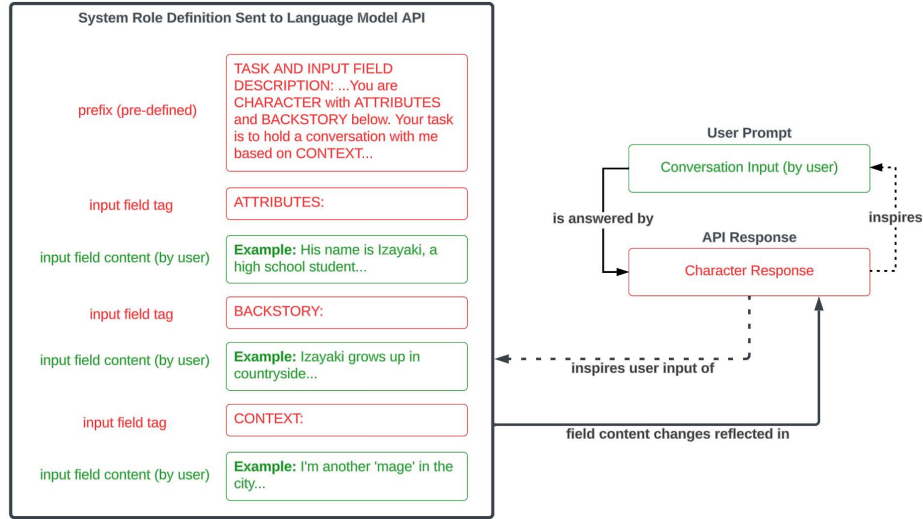 System Role Definition Sent to Language Model API
prefix (pre-defined)
TASK AND INPUT FIELD
DESCRIPTION: ...You are
CHARACTER with ATTRIBUTES
and BACKSTORY below. Your task
is to hold a conversation with me
based on CONTEXT...
input field tag
ATTRIBUTES:
input field content (by user)
Example: His name is Izayaki, a
high school student...
input field tag
BACKSTORY:
input field content (by user)
Example: Izayaki grows up in
countryside...
input field tag
CONTEXT:
input field content (by user)
Example: I'm another 'mage' in the
city...
User Prompt
Conversation Input (by user)
is answered by
inspires
API Response
Character Response
inspires user input of
field content changes reflected in